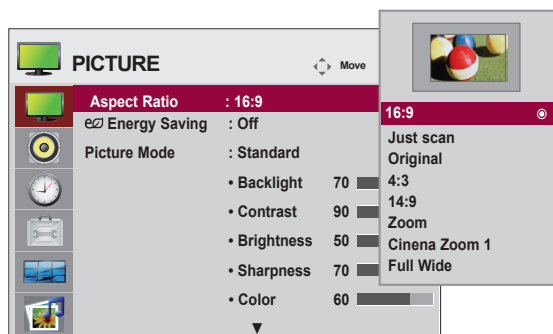 PICTURE
Move
Aspect Ratio : 16:9
Energy Saving : Off
Picture Mode : Standard
• Backlight 70
• Contrast 90
• Brightness 50
• Sharpness 70
• Color 60
16:9
Just scan
Original
4:3
14:9
Zoom
Cinena Zoom 1
Full Wide